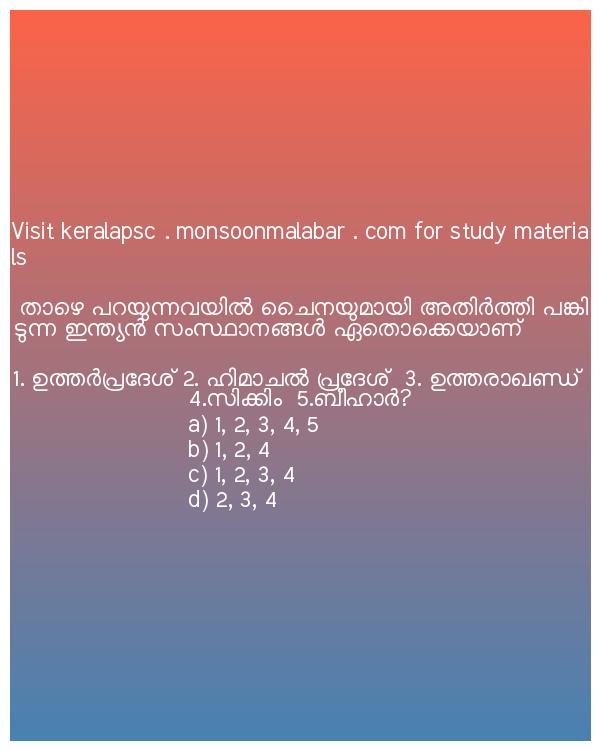 Visit keralapsc . monsoonmalabar . com for study materia
ls
താഴെ പറയുന്നവയിൽ ചൈനയുമായി അതിർത്തി പങ്കി
ടുന്ന ഇന്ത്യൻ സംസ്ഥാനങ്ങൾ ഏതൊക്കെയാണ്
1. ഉത്തർപ്രദേശ് 2. ഹിമാചൽ പ്രദേശ് 3. ഉത്തരാഖണ്ഡ്
4.സിക്കിം 5.ബീഹാർ?
a) 1, 2, 3, 4, 5
b) 1, 2, 4
c) 1, 2, 3, 4
d) 2, 3, 4